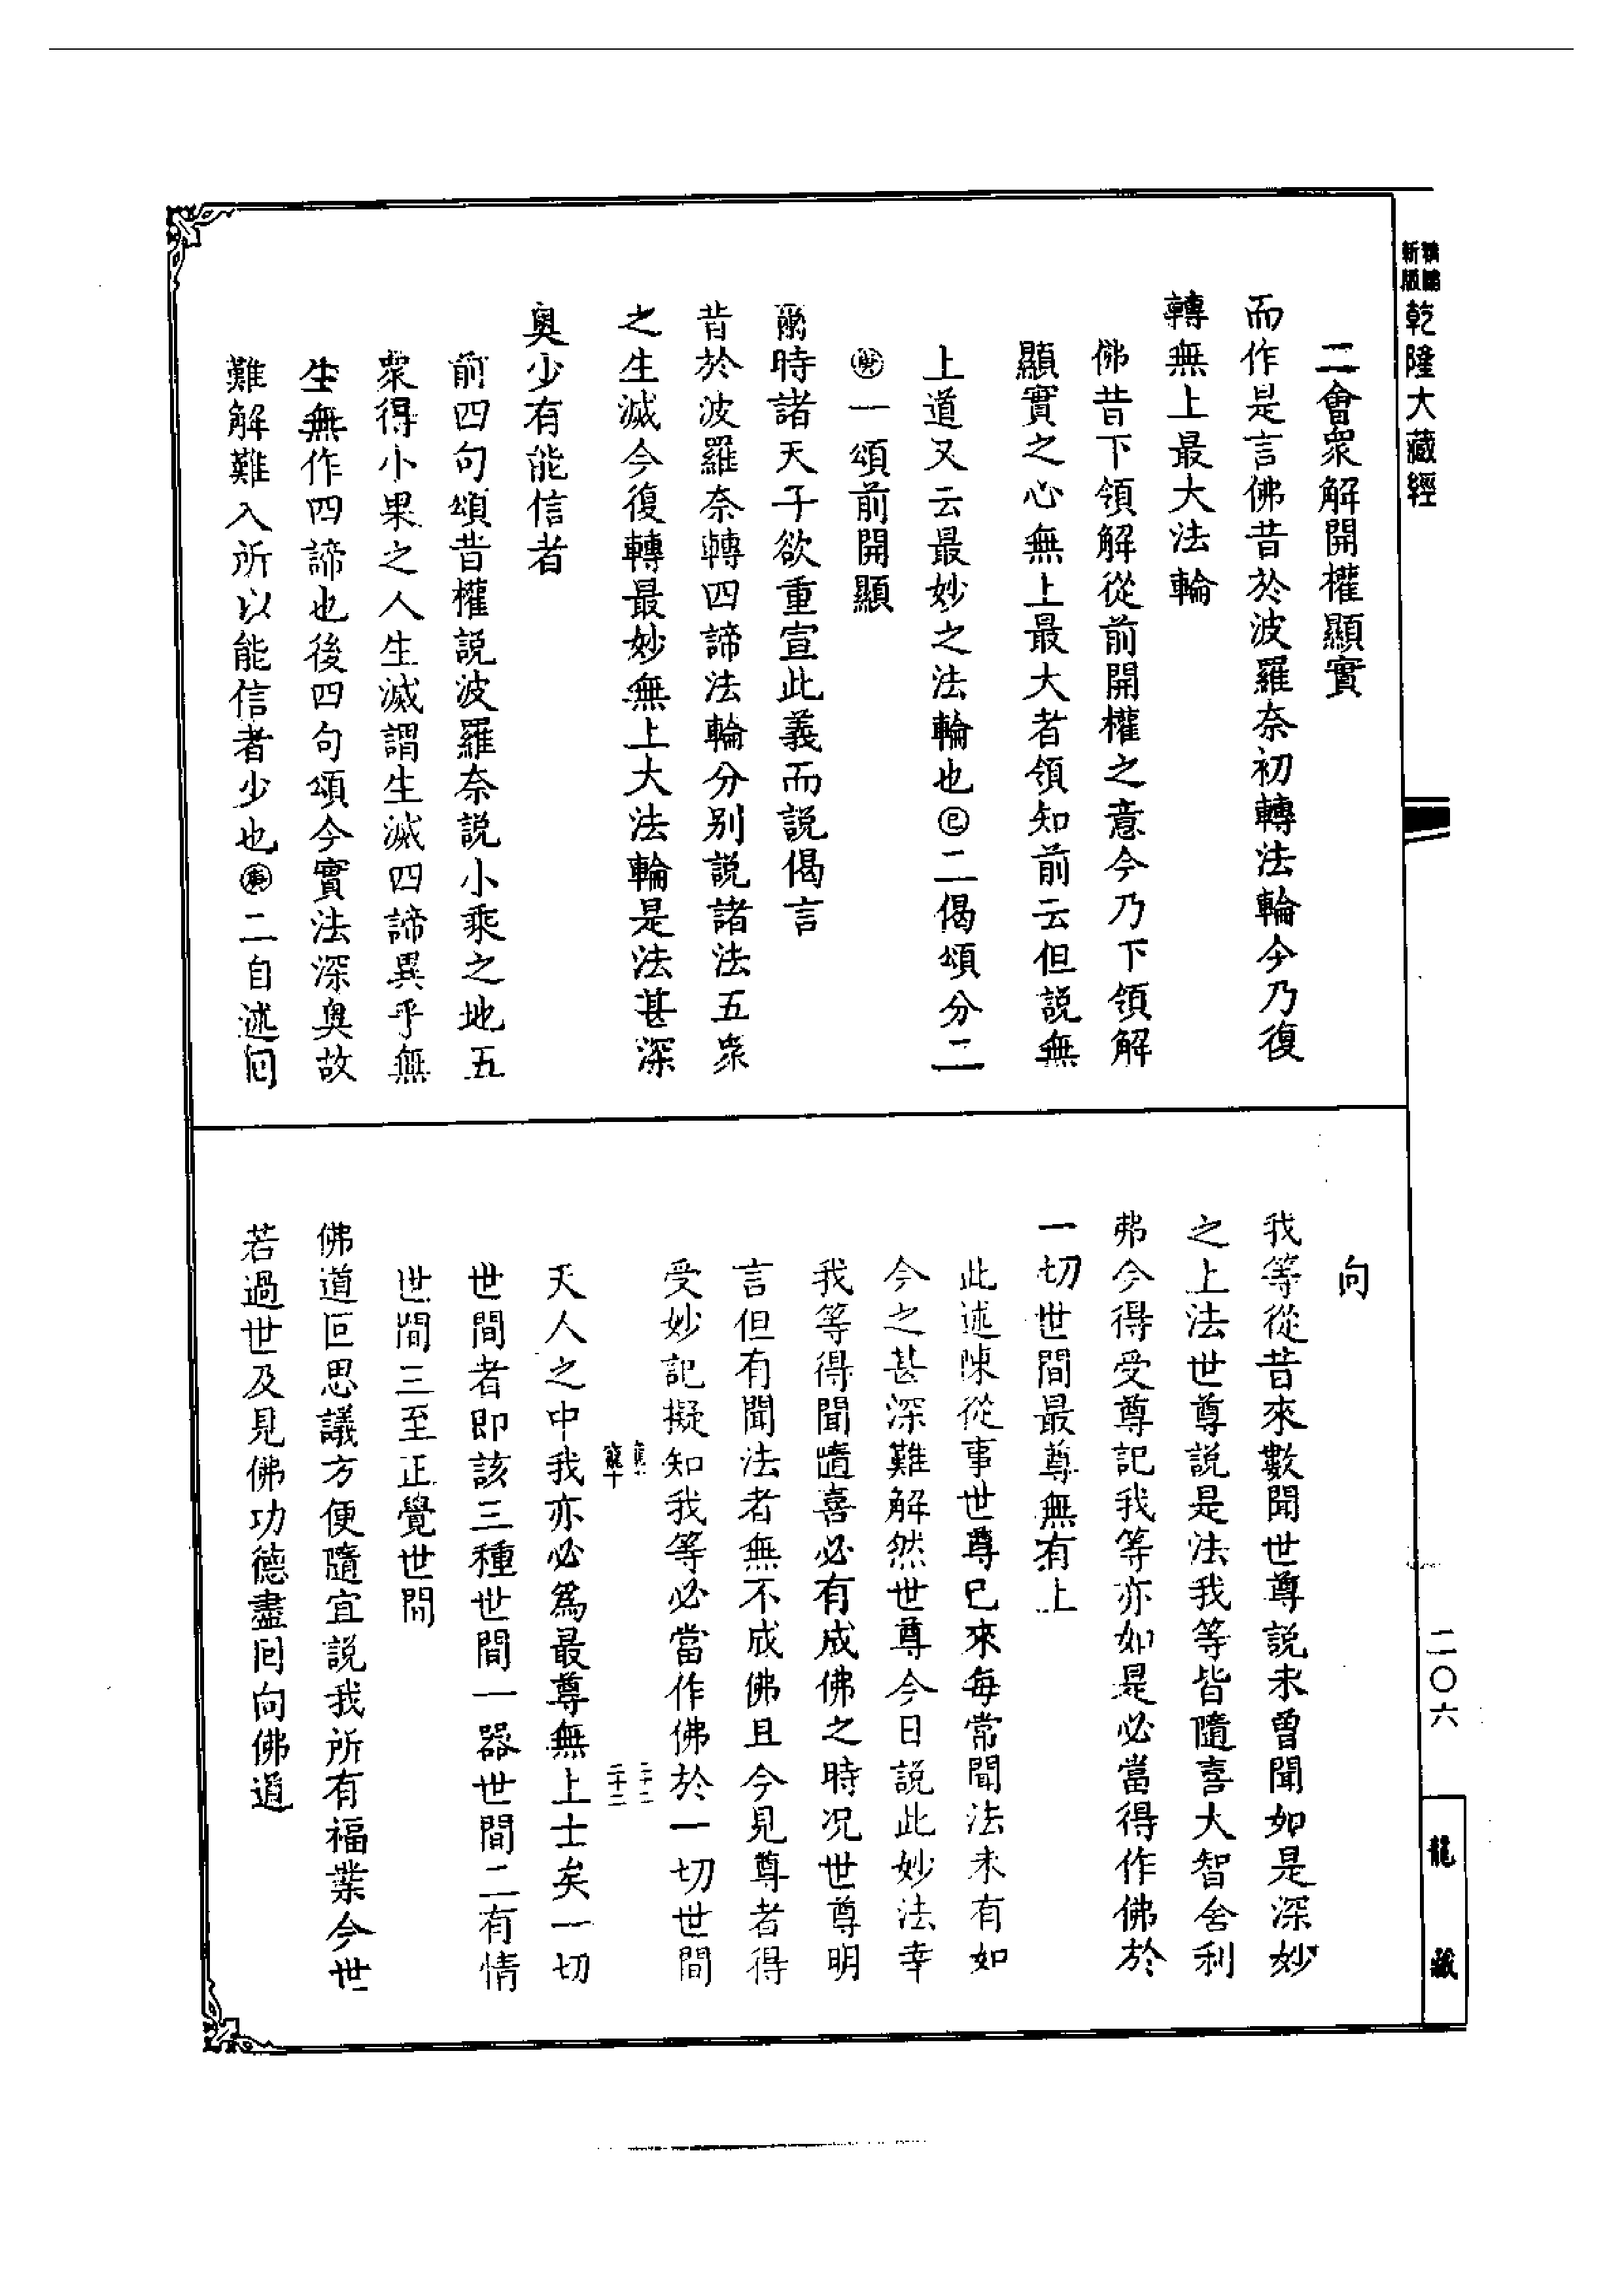 精編
新版
乾隆大藏經
二會衆解開權顯實
而作是言佛昔於波羅奈初轉法輪今乃復
轉無上最大法輪
佛昔下領解從前開權之意今乃下領解
顯實之心無上最大者領知前云但説無
上道又云最妙之法輪也㊁二偈頌分二
一頌前開顯
爾時諸天子欲重宣此義而説偈言
昔於波羅奈轉四諦法輪分别説諸法五衆
之生滅今復轉最妙無上大法輪是法甚深
奥少有能信者
前四句頌昔權説波羅奈説小乘之地五
衆得小果之人生滅謂生滅四諦異乎無
生無作四諦也後四句頌今實法深奥故
難解難入所以能信者少也庚二自述囘
向
我等從昔來數聞世尊説未曾聞如是深妙
之上法世尊説是法我等皆隨喜大智舍利
弗今得受尊記我等亦如是必當得作佛於
一切世間最尊無有上
此述陳從事世尊已來每常聞法未有如
今之甚深難解然世尊今日説此妙法幸
我等得聞隨喜必有成佛之時况世尊明
言但有聞法者無不成佛且今見尊者得
受妙記擬知我等必當作佛於一切世間
天人之中我亦必爲最尊無上士矣一切
世間者即該三種世間一器世間二有情
世間三至正覺世間
佛道叵思議方便隨宜説我所有福業今世
若過世及見佛功德盡囘向佛道
二〇六
龍藏